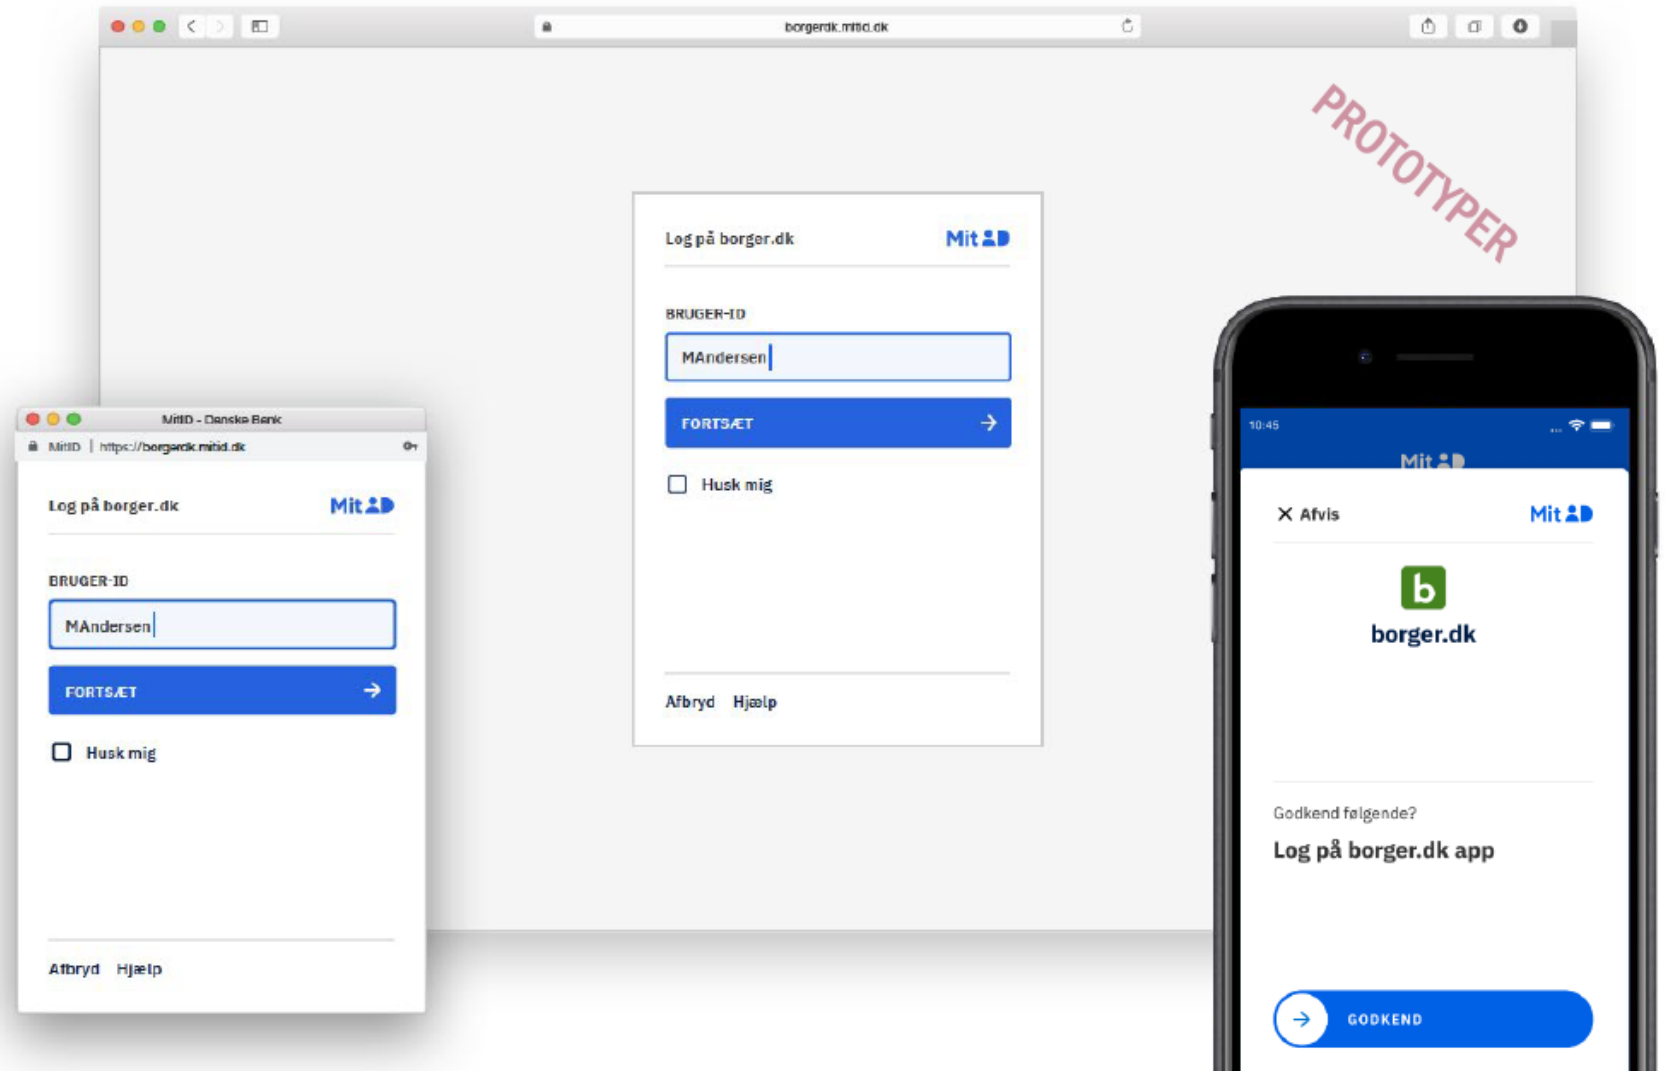 borgerdk.mitid.dk
PROTOTYPER
Log på borger.dk
Mit D
BRUGER-ID
MAndersen
FORTSÆT
Husk mig
Afbryd Hjælp
MitID - Danske Bank
MitID | https://borgerdk.mitid.dk
Log på borger.dk
Mit D
BRUGER-ID
MAndersen
FORTSÆT
Husk mig
Afbryd Hjælp
10:45
Mit D
Afvis
Mit D
b
borger.dk
Godkend følgende?
Log på borger.dk app
GODKEND